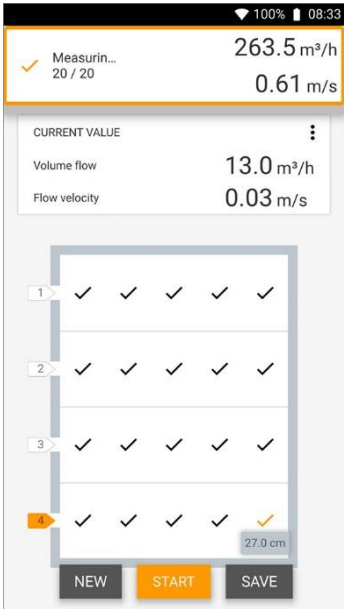 100% 08:33
Measurin... 263.5 m³/h
20 / 20 0.61 m/s
CURRENT VALUE
Volume flow 13.0 m³/h
Flow velocity 0.03 m/s
1
2
3
4
27.0 cm
NEW START SAVE